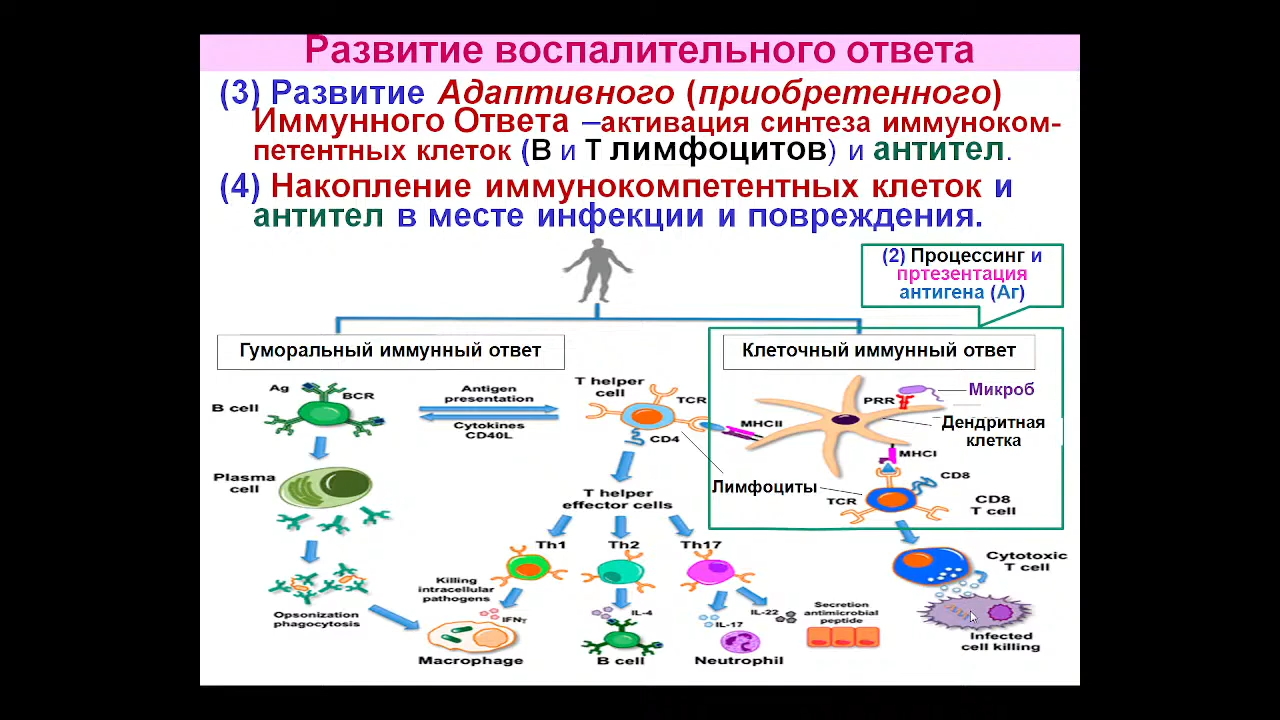 Развитие воспалительного ответа
(3) Развитие Адаптивного (приобретенного)
Иммунного Ответа –активация синтеза иммуноком-
петентных клеток (В и Т лимфоцитов) и антител.
(4) Накопление иммунокомпетентных клеток и
антител в месте инфекции и повреждения.
(2) Процессинг и
пртезентация
антигена (Аг)
Гуморальный иммунный ответ
Клеточный иммунный ответ
Ag
BCR
B cell
Antigen
presentation
Cytokines
CD40L
T helper
cell
TCR
CD4
MHCII
PRR
Микроб
Дендритная
клетка
MHCI
CD8
TCR
CD8
T cell
Лимфоциты
Plasma
cell
T helper
effector cells
Th1
Th2
Th17
Cytotoxic
T cell
Killing
intracellular
pathogens
IFNγ
IL-4
IL-17
IL-22
Secretion
antimicrobial
peptide
Opsonization
phagocytosis
Macrophage
B cell
Neutrophil
Infected
cell killing